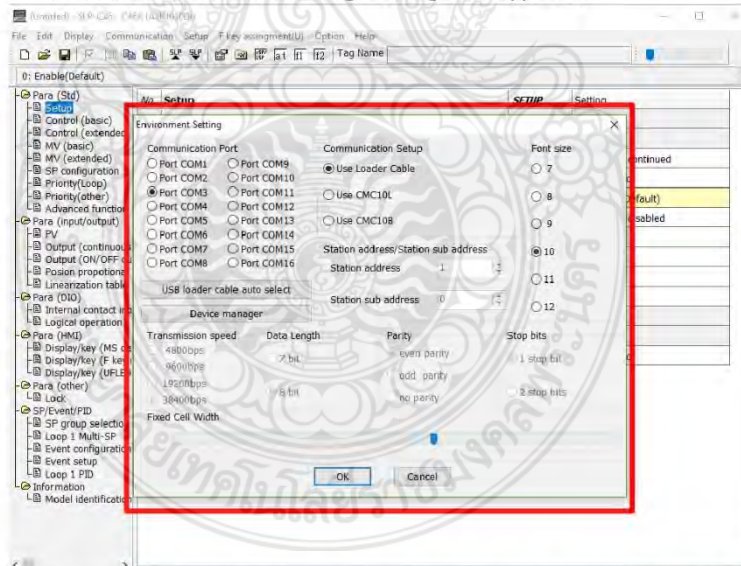 (Untitled) - SLP-C45
File Edit Display Communication Setup F key assingment(U) Option Help
Tag Name
0: Enable(Default)
Para (Std)
Setup
Control (basic)
Control (extended
MV (basic)
MV (extended)
SP configuration
Priority(Loop)
Priority(other)
Advanced function
Para (input/output)
PV
Output (continuou
Output (ON/OFF
Posion propotiona
Linearization table
Para (DIO)
Internal contact
Logical operation
Para (HMI)
Display/key (MS
Display/key (F key
Display/key (UFLE
Para (other)
Lock
SP/Event/PID
SP group selectio
Loop 1 Multi-SP
Event configuration
Event setup
Loop 1 PID
Information
Model identificatio
No. Setup SETUP Setting
ntinued
fault)
sabled
Environment Setting
Communication Port Communication Setup Font size
Port COM1 Port COM9 Use Loader Cable 7
Port COM2 Port COM10
Port COM3 Port COM11 Use CMC10L 8
Port COM4 Port COM12
Port COM5 Port COM13 Use CMC10B 9
Port COM6 Port COM14
Port COM7 Port COM15 Station address/Station sub address 10
Port COM8 Port COM16 Station address 1
USB loader cable auto select 11
Station sub address 0
Device manager 12
Transmission speed Data Length Parity Stop bits
4800bps 7 bit even parity 1 stop bit
9600bps
19200bps 8 bit odd parity 2 stop bits
38400bps no parity
Fixed Cell Width
OK Cancel